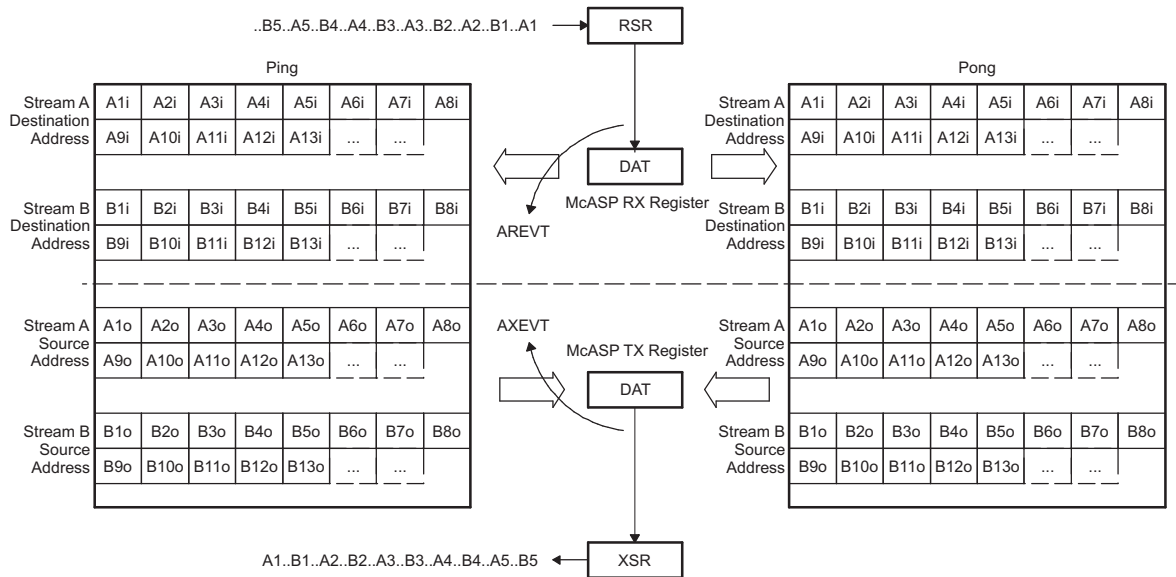 ..B5..A5..B4..A4..B3..A3..B2..A2..B1..A1
RSR
Ping
Pong
Stream A Destination Address
A1i A2i A3i A4i A5i A6i A7i A8i
A9i A10i A11i A12i A13i ... ...
Stream B Destination Address
B1i B2i B3i B4i B5i B6i B7i B8i
B9i B10i B11i B12i B13i ... ...
DAT
McASP RX Register
AREVT
Stream A Destination Address
A1i A2i A3i A4i A5i A6i A7i A8i
A9i A10i A11i A12i A13i ... ...
Stream B Destination Address
B1i B2i B3i B4i B5i B6i B7i B8i
B9i B10i B11i B12i B13i ... ...
Stream A Source Address
A1o A2o A3o A4o A5o A6o A7o A8o
A9o A10o A11o A12o A13o ... ...
Stream B Source Address
B1o B2o B3o B4o B5o B6o B7o B8o
B9o B10o B11o B12o B13o ... ...
AXEVT
McASP TX Register
DAT
Stream A Source Address
A1o A2o A3o A4o A5o A6o A7o A8o
A9o A10o A11o A12o A13o ... ...
Stream B Source Address
B1o B2o B3o B4o B5o B6o B7o B8o
B9o B10o B11o B12o B13o ... ...
A1..B1..A2..B2..A3..B3..A4..B4..A5..B5
XSR